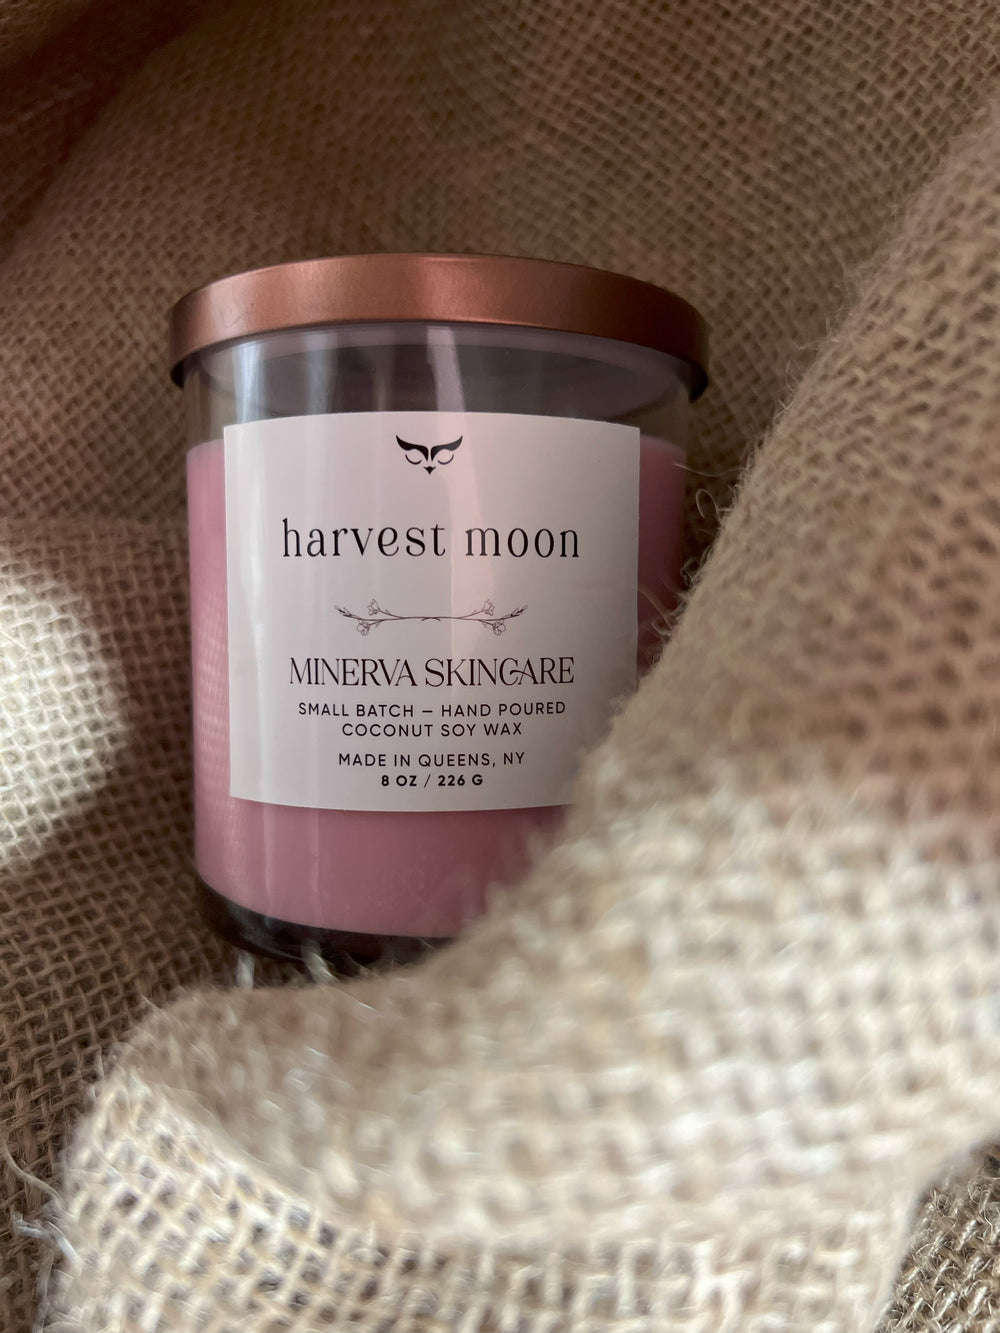 harvest moon
MINERVA SKINCARE
SMALL BATCH – HAND POURED
COCONUT SOY WAX
MADE IN QUEENS, NY
8 OZ / 226 G